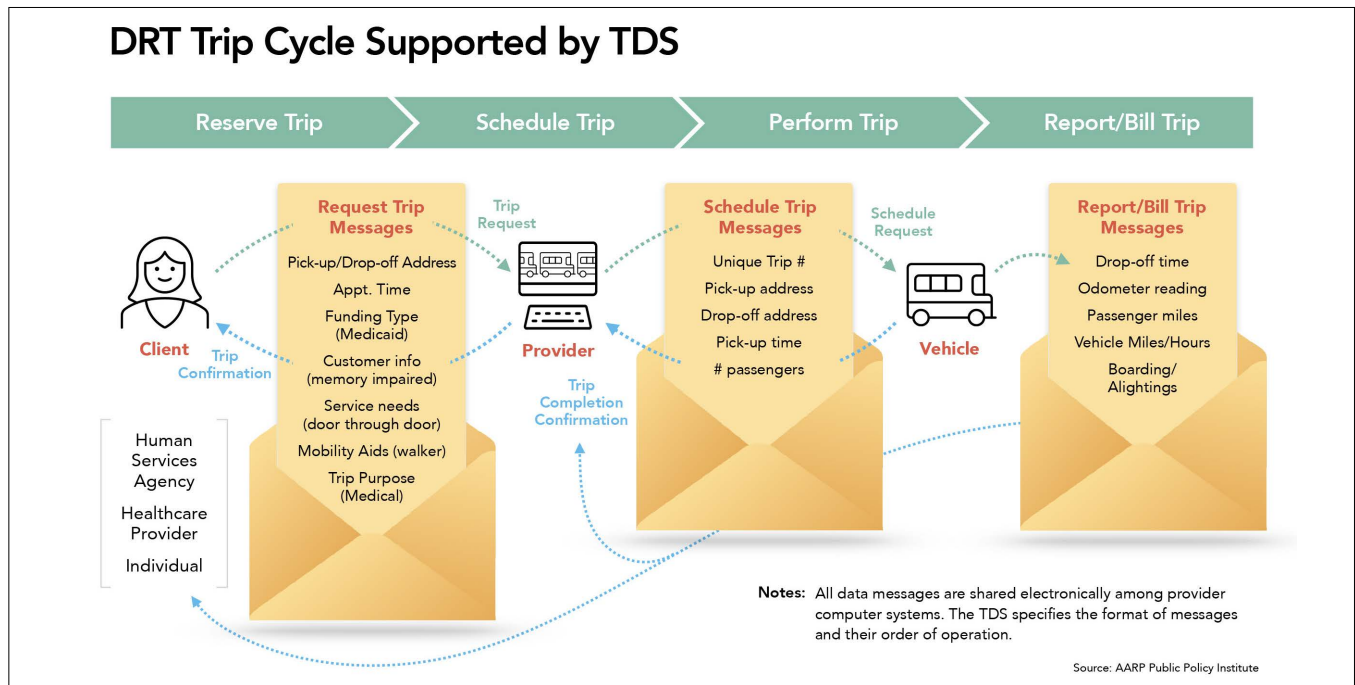 DRT Trip Cycle Supported by TDS
Reserve Trip
Schedule Trip
Perform Trip
Report/Bill Trip
Request Trip
Messages
Pick-up/Drop-off Address
Appt. Time
Funding Type
(Medicaid)
Customer info
(memory impaired)
Service needs
(door through door)
Mobility Aids (walker)
Trip Purpose
(Medical)
Client
Trip
Confirmation
Human
Services
Agency
Healthcare
Provider
Individual
Trip
Request
Provider
Trip
Completion
Confirmation
Schedule Trip
Messages
Unique Trip #
Pick-up address
Drop-off address
Pick-up time
# passengers
Schedule
Request
Vehicle
Report/Bill Trip
Messages
Drop-off time
Odometer reading
Passenger miles
Vehicle Miles/Hours
Boarding/
Alightings
Notes: All data messages are shared electronically among provider
computer systems. The TDS specifies the format of messages
and their order of operation.
Source: AARP Public Policy Institute